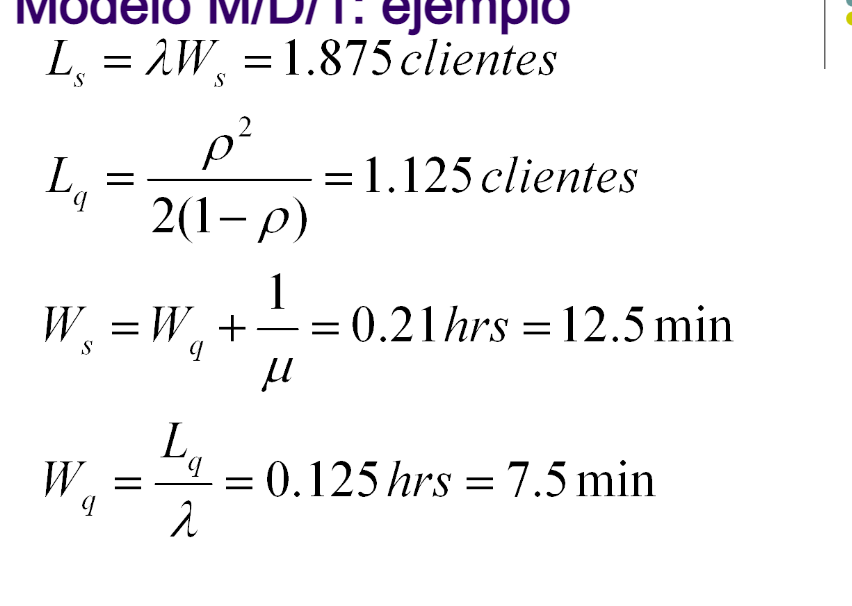 Modelo M/D/1: ejemplo
L_s = λW_s = 1.875 clientes
L_q = ρ² / 2(1 − ρ) = 1.125 clientes
W_s = W_q + 1/μ = 0.21 hrs = 12.5 min
W_q = L_q / λ = 0.125 hrs = 7.5 min